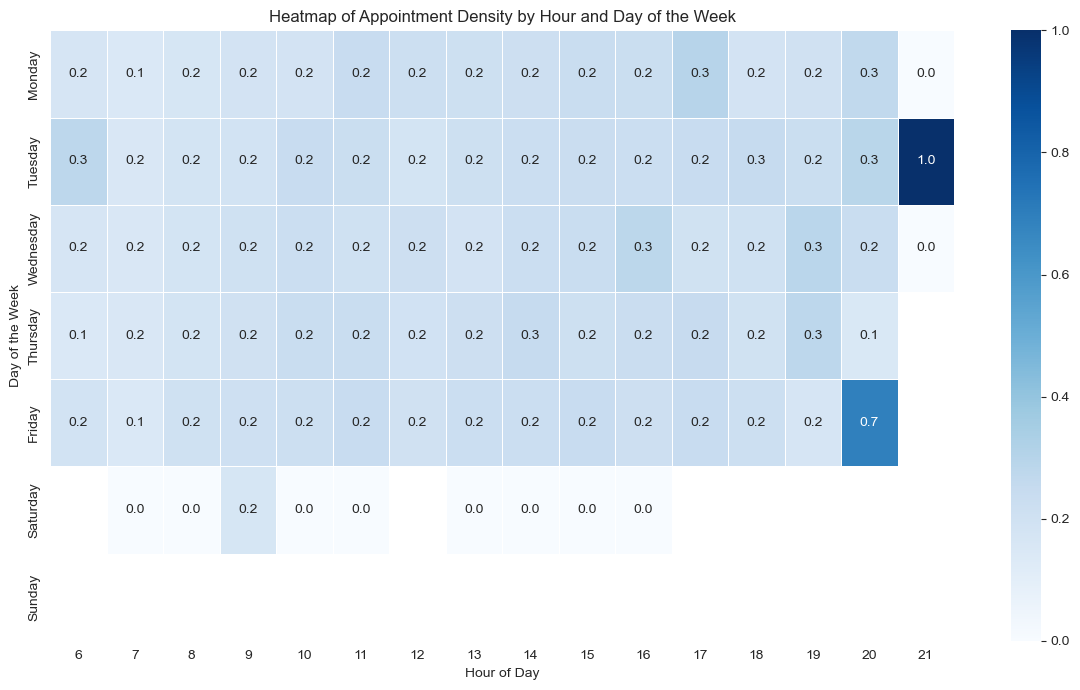 Heatmap of Appointment Density by Hour and Day of the Week
Day of the Week
Monday 0.2 0.1 0.2 0.2 0.2 0.2 0.2 0.2 0.2 0.2 0.2 0.3 0.2 0.2 0.3 0.0
Tuesday 0.3 0.2 0.2 0.2 0.2 0.2 0.2 0.2 0.2 0.2 0.2 0.2 0.3 0.2 0.3 1.0
Wednesday 0.2 0.2 0.2 0.2 0.2 0.2 0.2 0.2 0.2 0.2 0.3 0.2 0.2 0.3 0.2 0.0
Thursday 0.1 0.2 0.2 0.2 0.2 0.2 0.2 0.2 0.3 0.2 0.2 0.2 0.2 0.3 0.1
Friday 0.2 0.1 0.2 0.2 0.2 0.2 0.2 0.2 0.2 0.2 0.2 0.2 0.2 0.2 0.7
Saturday 0.0 0.0 0.2 0.0 0.0 0.0 0.0 0.0 0.0
Sunday
6 7 8 9 10 11 12 13 14 15 16 17 18 19 20 21
Hour of Day
1.0
0.8
0.6
0.4
0.2
0.0